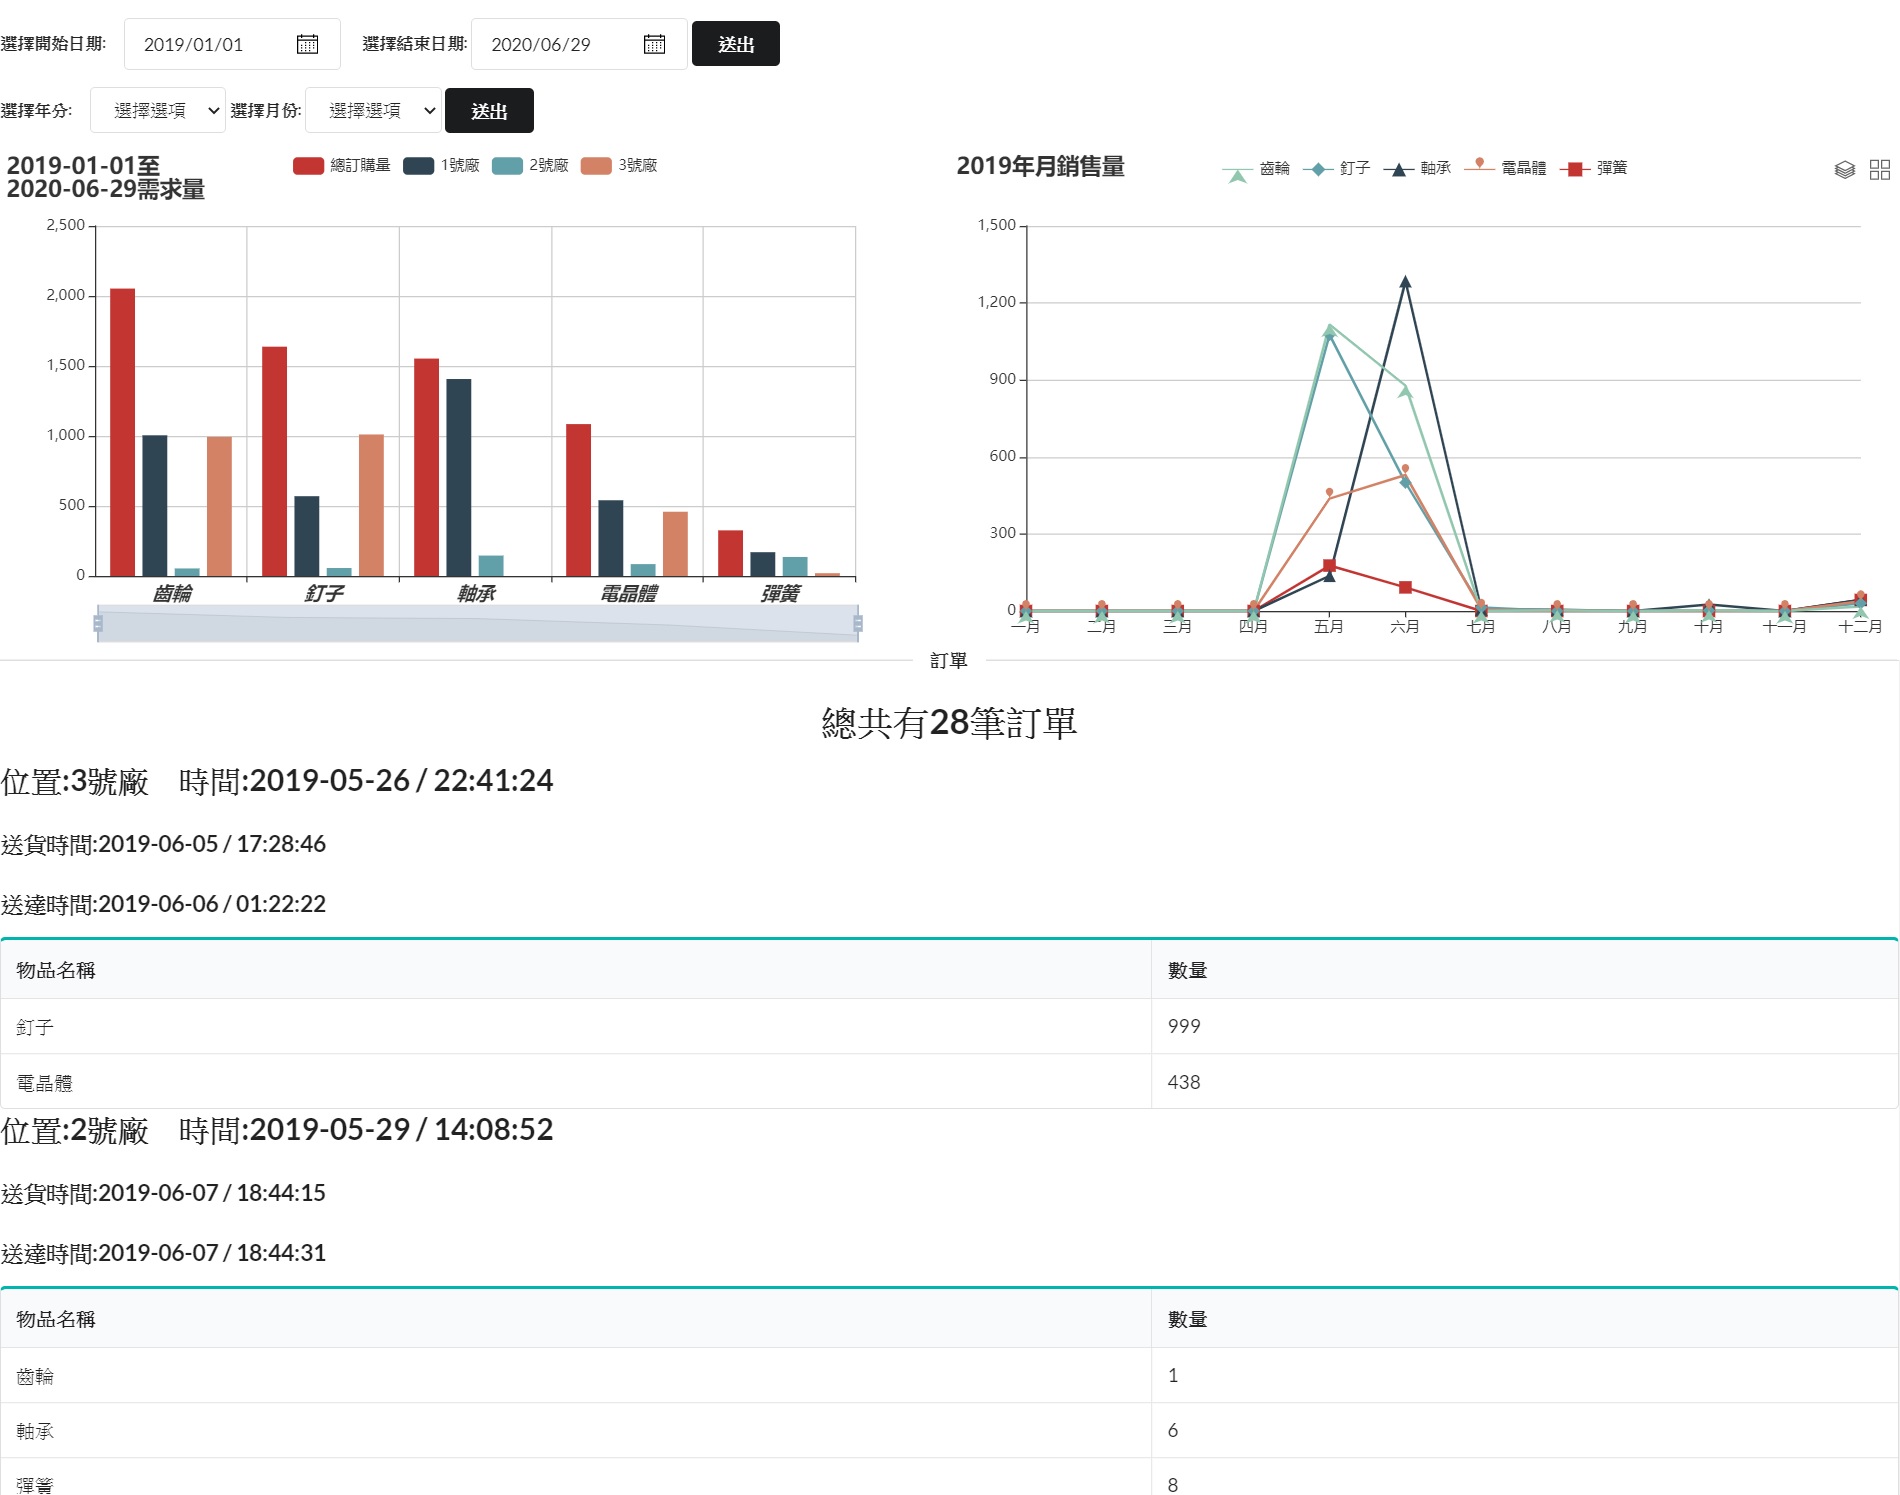 選擇開始日期: 2019/01/01 選擇結束日期: 2020/06/29 送出
選擇年分: 選擇選項 選擇月份: 選擇選項 送出
2019-01-01至
2020-06-29需求量
總訂購量 1號廠 2號廠 3號廠
2,500
2,000
1,500
1,000
500
0
齒輪 釘子 軸承 電晶體 彈簧
2019年月銷售量
齒輪 釘子 軸承 電晶體 彈簧
1,500
1,200
900
600
300
0
一月 二月 三月 四月 五月 六月 七月 八月 九月 十月 十一月 十二月
訂單
總共有28筆訂單
位置:3號廠 時間:2019-05-26 / 22:41:24
送貨時間:2019-06-05 / 17:28:46
送達時間:2019-06-06 / 01:22:22
物品名稱 數量
釘子 999
電晶體 438
位置:2號廠 時間:2019-05-29 / 14:08:52
送貨時間:2019-06-07 / 18:44:15
送達時間:2019-06-07 / 18:44:31
物品名稱 數量
齒輪 1
軸承 6
彈簧 8